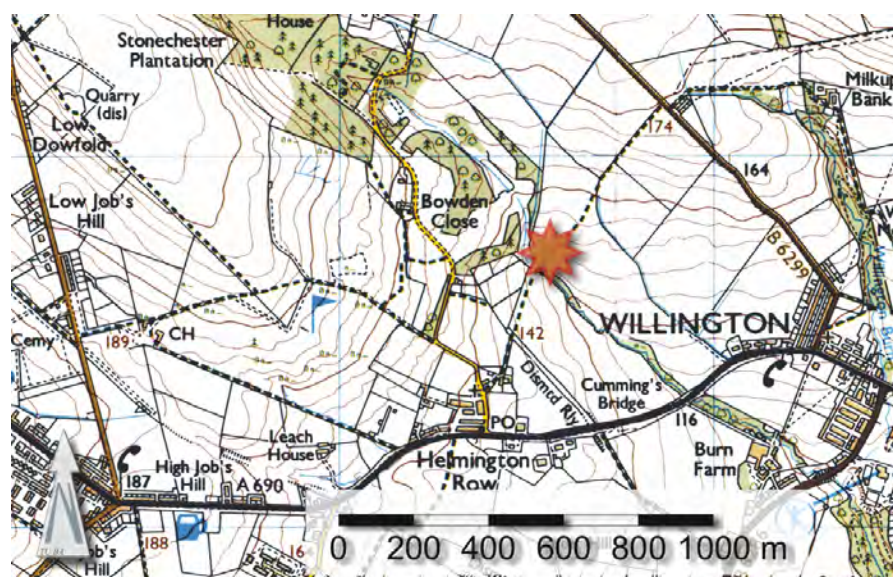 House
Stonechester
Plantation
Quarry
(dis)
Low
Dowfold
Milkup
Bank
174
164
Low Job's
Hill
Bowden
Close
B 6299
WILLINGTON
Cemy
189
CH
142
Dismtd Rly
Cumming's
Bridge
116
PO
Leach
House
Burn
Farm
High Job's
Hill
A 690
Helmington
Row
187
188
Hill
16
0 200 400 600 800 1000 m